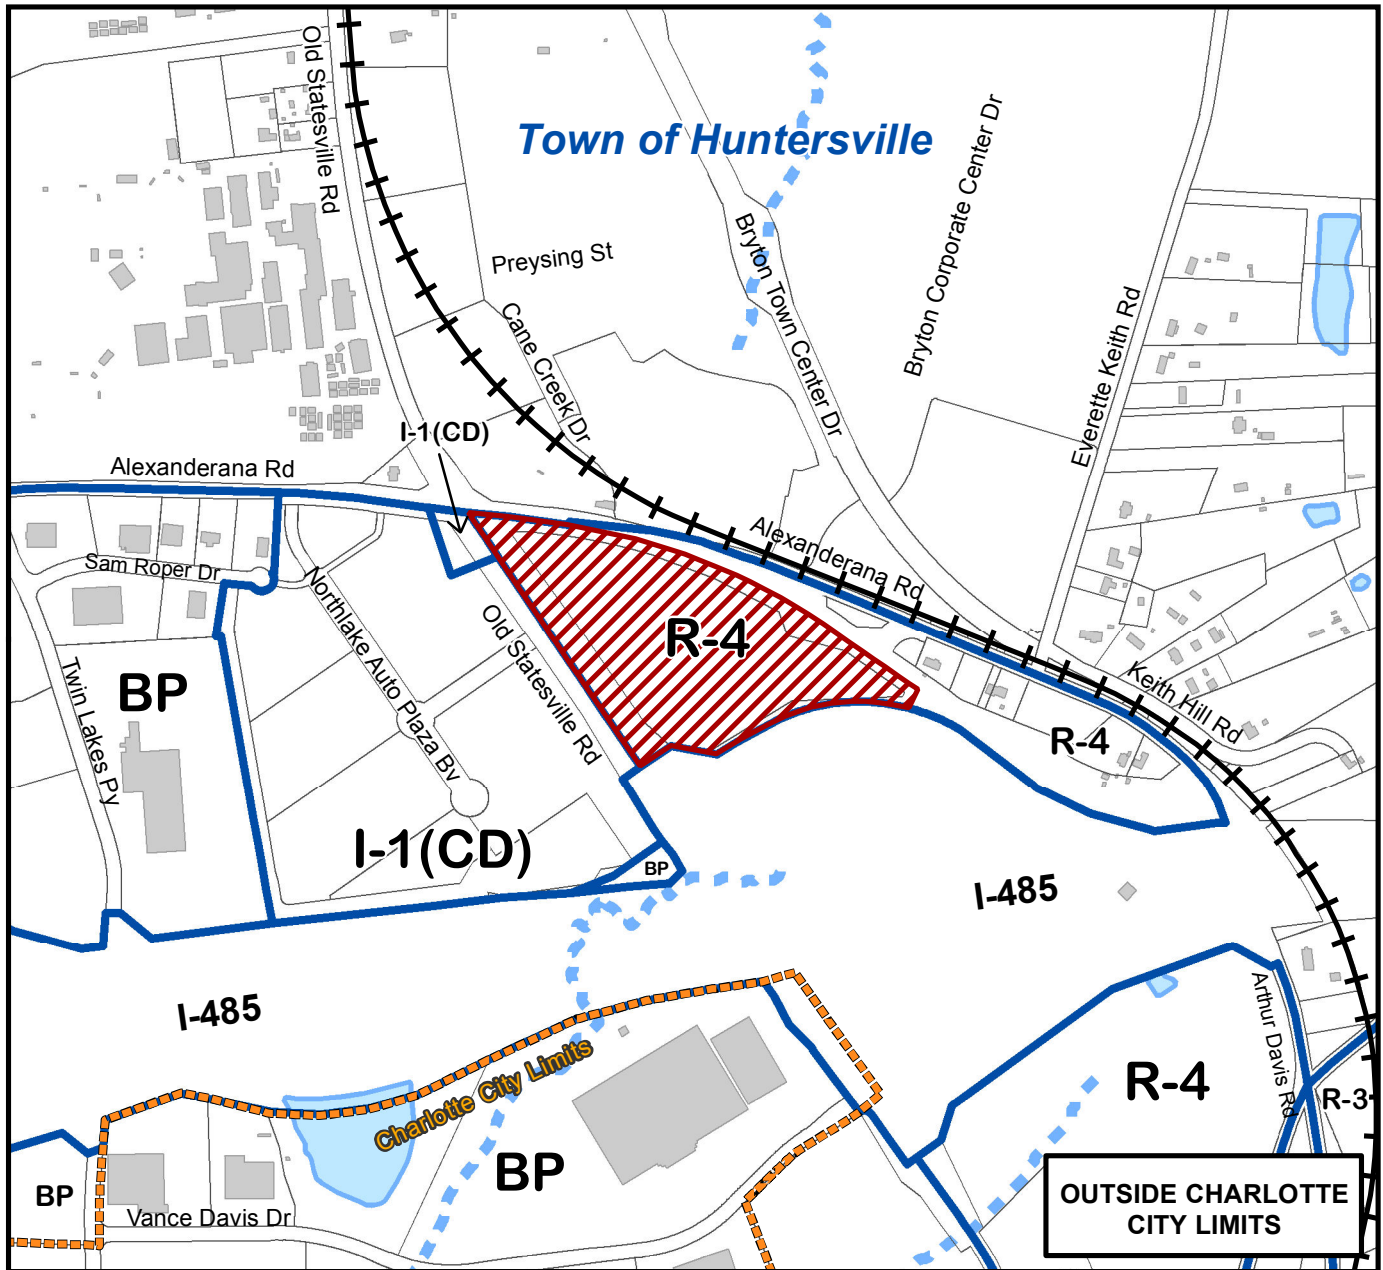 Old Statesville Rd
Town of Huntersville
Bryton Corporate Center Dr
Preysing St
Bryton Town Center Dr
Cane Creek Dr
Everette Keith Rd
I-1(CD)
Alexanderana Rd
Alexanderana Rd
Sam Roper Dr
Northlake Auto Plaza Bv
Old Statesville Rd
R-4
Twin Lakes Py
BP
Keith Hill Rd
R-4
I-1(CD)
BP
I-485
I-485
Arthur Davis Rd
Charlotte City Limits
R-4
R-3
BP
BP
Vance Davis Dr
OUTSIDE CHARLOTTE
CITY LIMITS